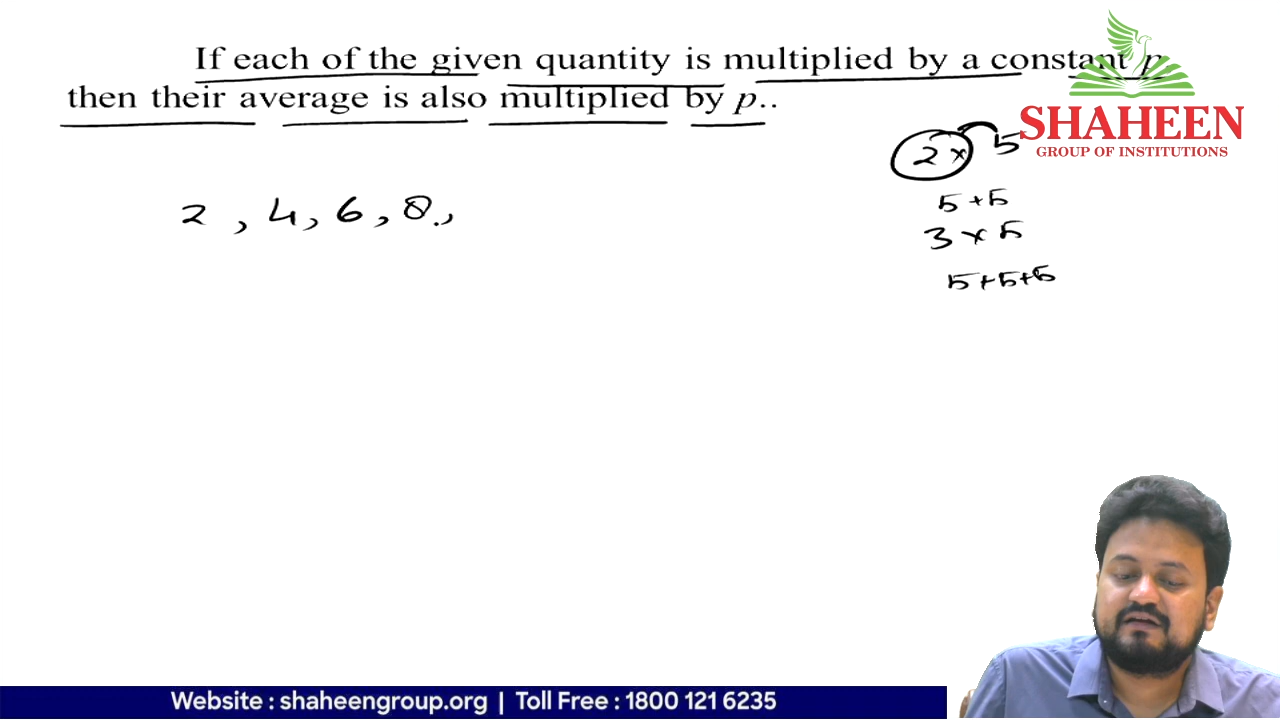 If each of the given quantity is multiplied by a constant p
then their average is also multiplied by p..
SHAHEEN
GROUP OF INSTITUTIONS
2 × 5
5 + 5
3 × 5
5+5+5
2 , 4, 6, 8.,
Website : shaheengroup.org | Toll Free : 1800 121 6235